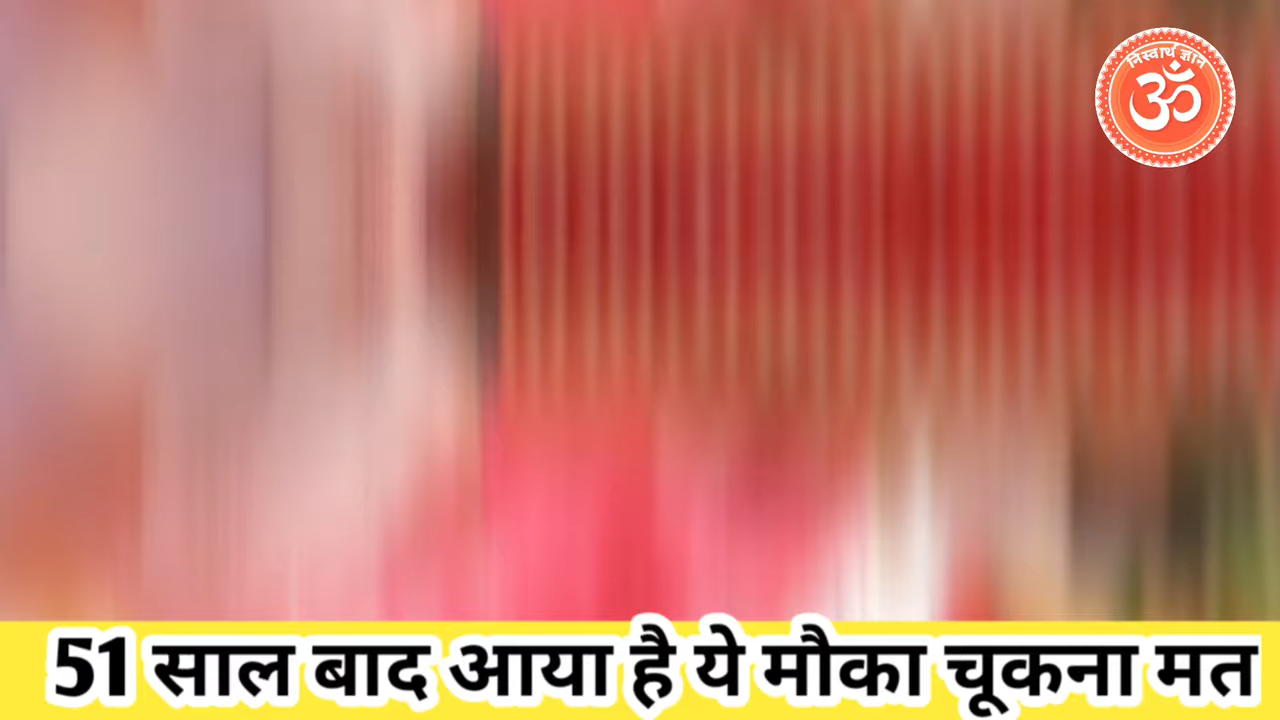 निस्वार्थ ज्ञान
ॐ
51 साल बाद आया है ये मौका चूकना मत